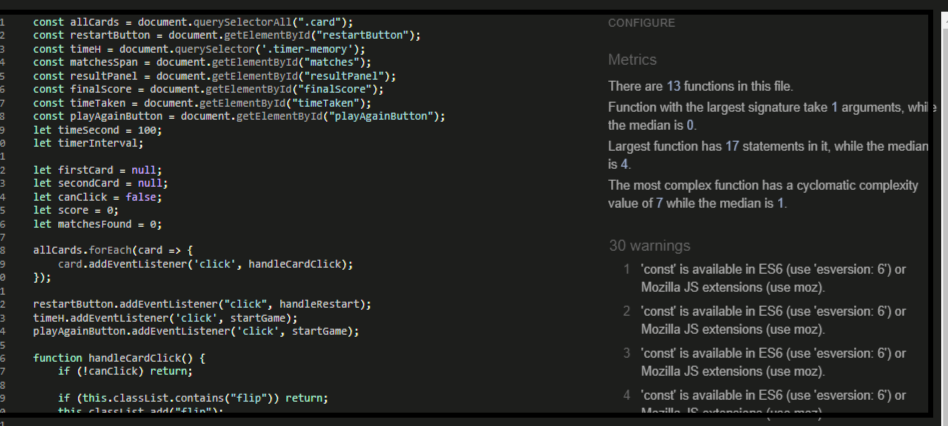 1 const allCards = document.querySelectorAll(".card");
2 const restartButton = document.getElementById("restartButton");
3 const timeH = document.querySelector('.timer-memory');
4 const matchesSpan = document.getElementById("matches");
5 const resultPanel = document.getElementById("resultPanel");
6 const finalScore = document.getElementById("finalScore");
7 const timeTaken = document.getElementById("timeTaken");
8 const playAgainButton = document.getElementById("playAgainButton");
9 let timeSecond = 100;
0 let timerInterval;
1
2 let firstCard = null;
3 let secondCard = null;
4 let canClick = false;
5 let score = 0;
6 let matchesFound = 0;
7
8 allCards.forEach(card => {
9 card.addEventListener('click', handleCardClick);
0 });
1
2 restartButton.addEventListener("click", handleRestart);
3 timeH.addEventListener('click', startGame);
4 playAgainButton.addEventListener('click', startGame);
5
6 function handleCardClick() {
7 if (!canClick) return;
8
9 if (this.classList.contains("flip")) return;
0 this.classList.add("flip");
1
CONFIGURE
Metrics
There are 13 functions in this file.
Function with the largest signature take 1 arguments, while
the median is 0.
Largest function has 17 statements in it, while the median
is 4.
The most complex function has a cyclomatic complexity
value of 7 while the median is 1.
30 warnings
1 'const' is available in ES6 (use 'esversion: 6') or
Mozilla JS extensions (use moz).
2 'const' is available in ES6 (use 'esversion: 6') or
Mozilla JS extensions (use moz).
3 'const' is available in ES6 (use 'esversion: 6') or
Mozilla JS extensions (use moz).
4 'const' is available in ES6 (use 'esversion: 6') or
Mozilla JS extensions (use moz).